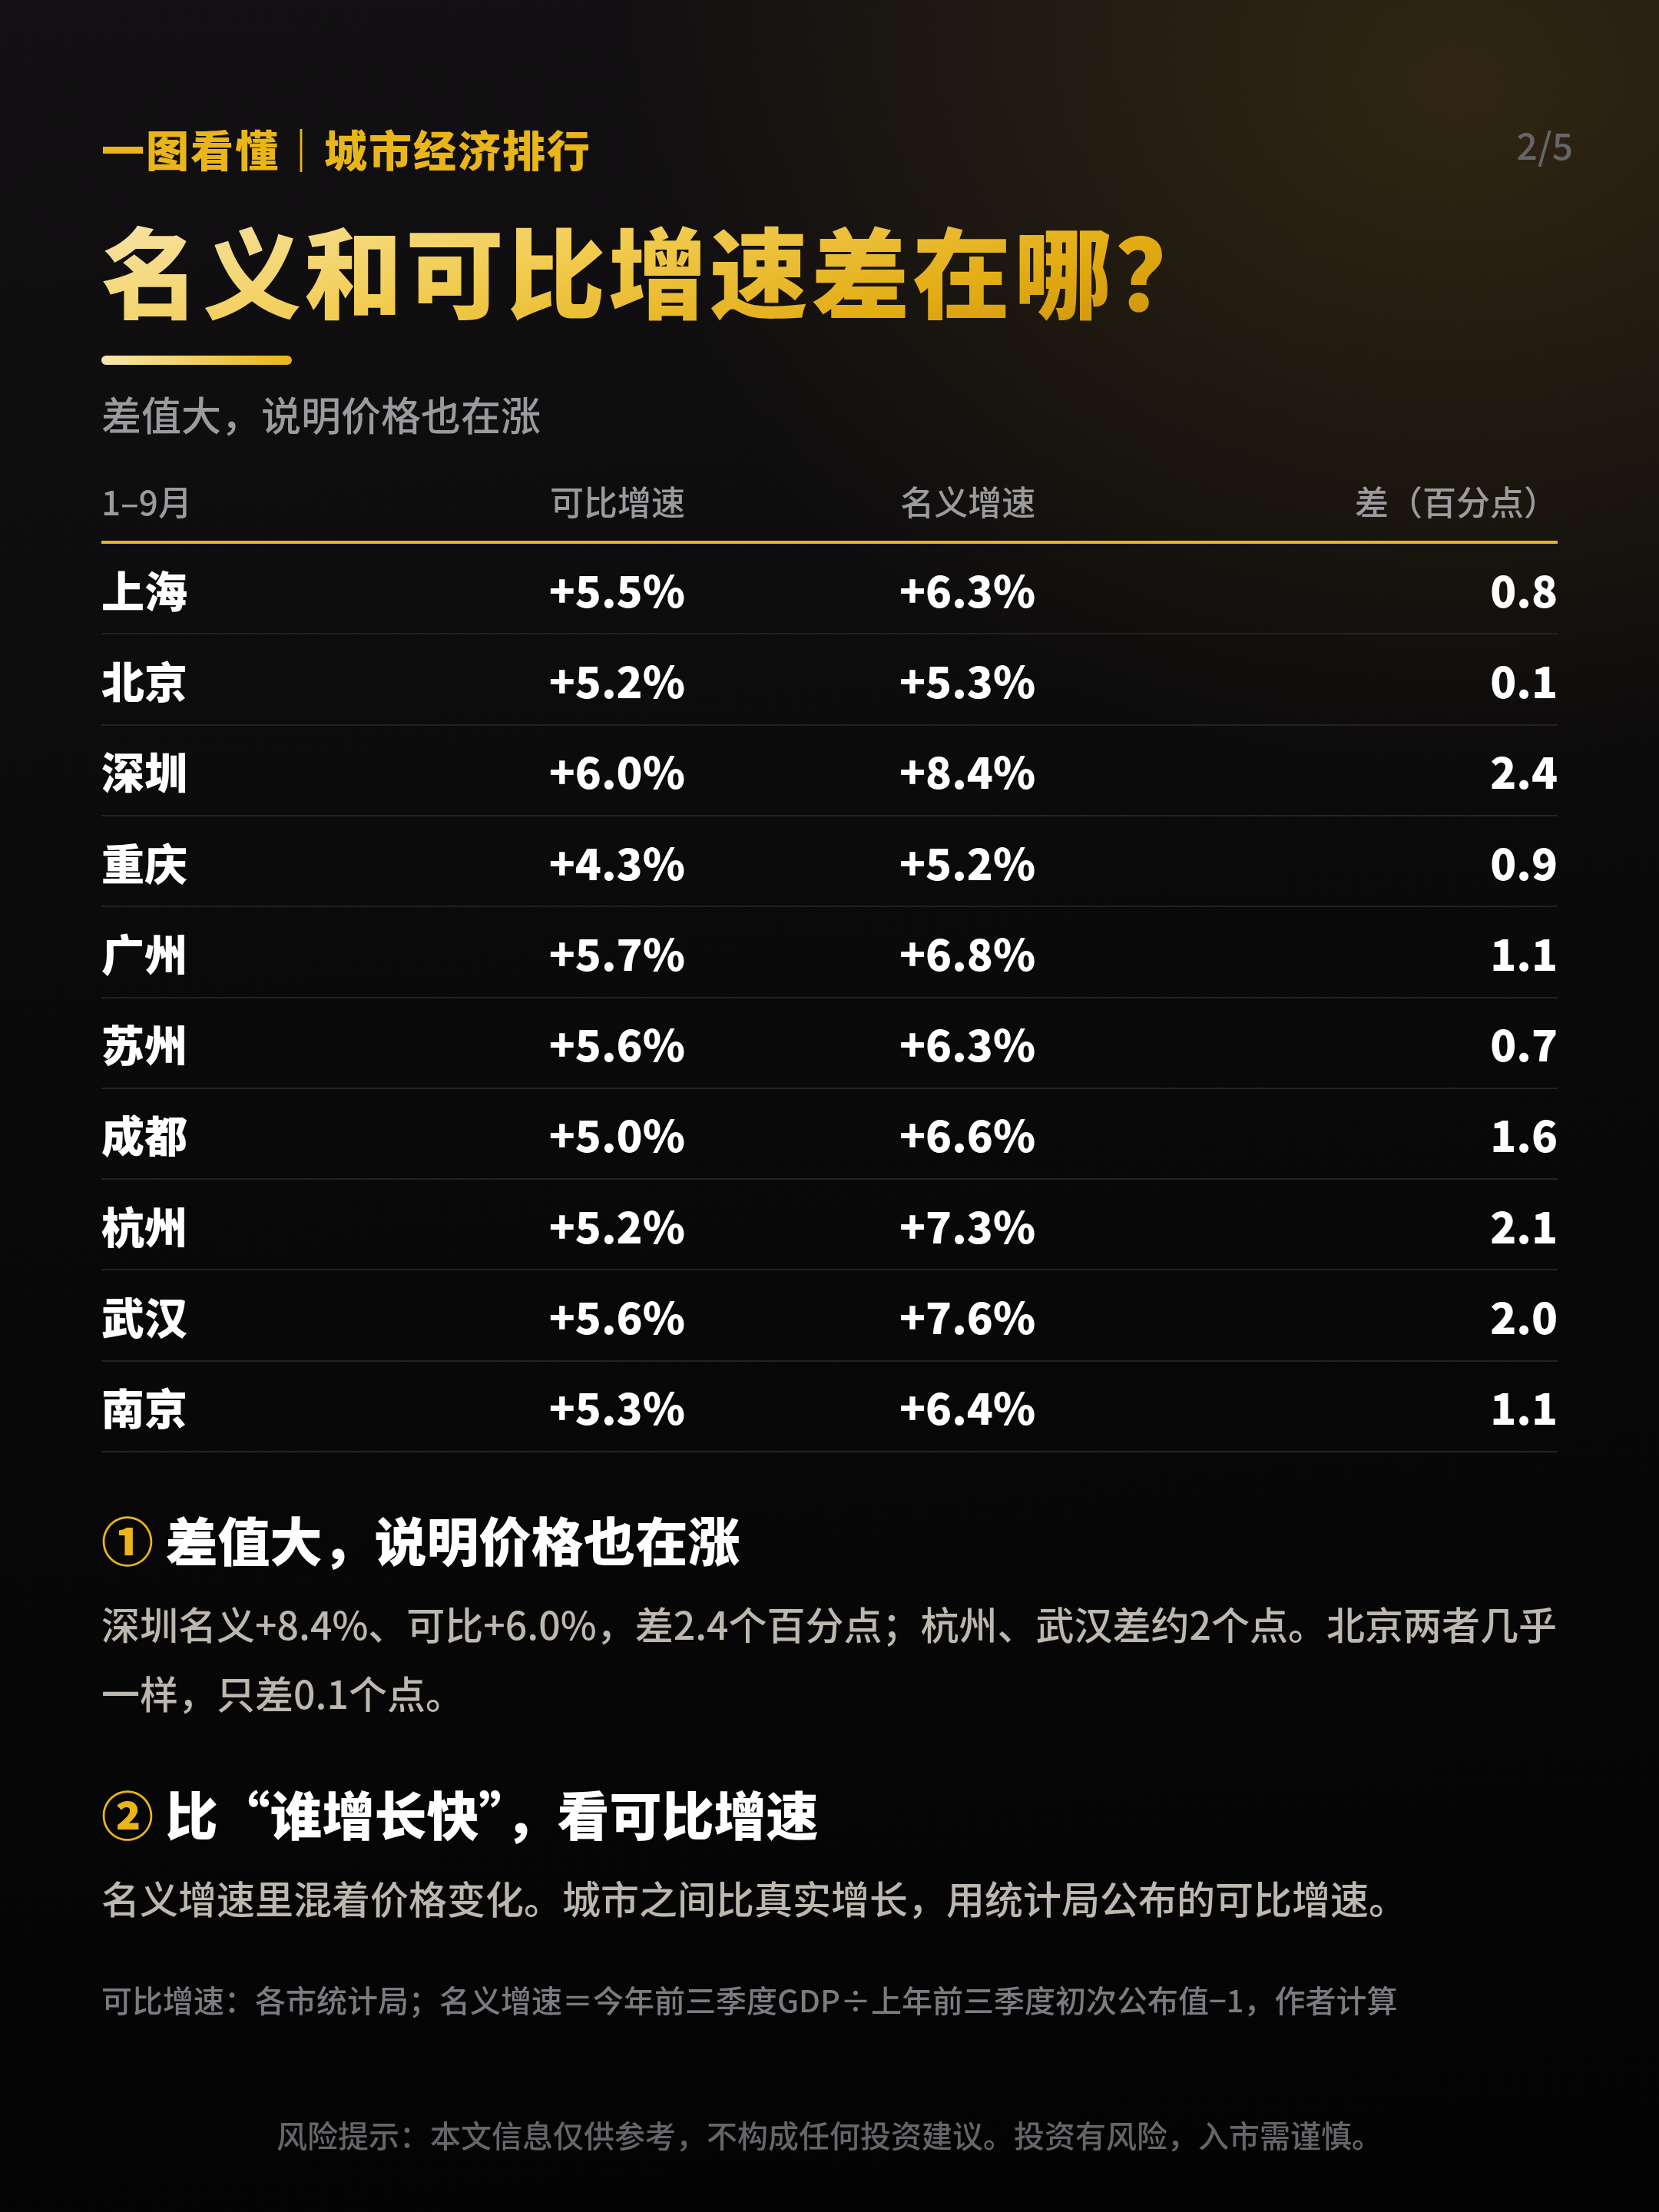 一图看懂｜城市经济排行
2/5
名义和可比增速差在哪？
差值大，说明价格也在涨
1–9月 可比增速 名义增速 差（百分点）
上海 +5.5% +6.3% 0.8
北京 +5.2% +5.3% 0.1
深圳 +6.0% +8.4% 2.4
重庆 +4.3% +5.2% 0.9
广州 +5.7% +6.8% 1.1
苏州 +5.6% +6.3% 0.7
成都 +5.0% +6.6% 1.6
杭州 +5.2% +7.3% 2.1
武汉 +5.6% +7.6% 2.0
南京 +5.3% +6.4% 1.1
① 差值大，说明价格也在涨
深圳名义+8.4%、可比+6.0%，差2.4个百分点；杭州、武汉差约2个点。北京两者几乎
一样，只差0.1个点。
② 比“谁增长快”，看可比增速
名义增速里混着价格变化。城市之间比真实增长，用统计局公布的可比增速。
可比增速：各市统计局；名义增速＝今年前三季度GDP÷上年前三季度初次公布值−1，作者计算
风险提示：本文信息仅供参考，不构成任何投资建议。投资有风险，入市需谨慎。